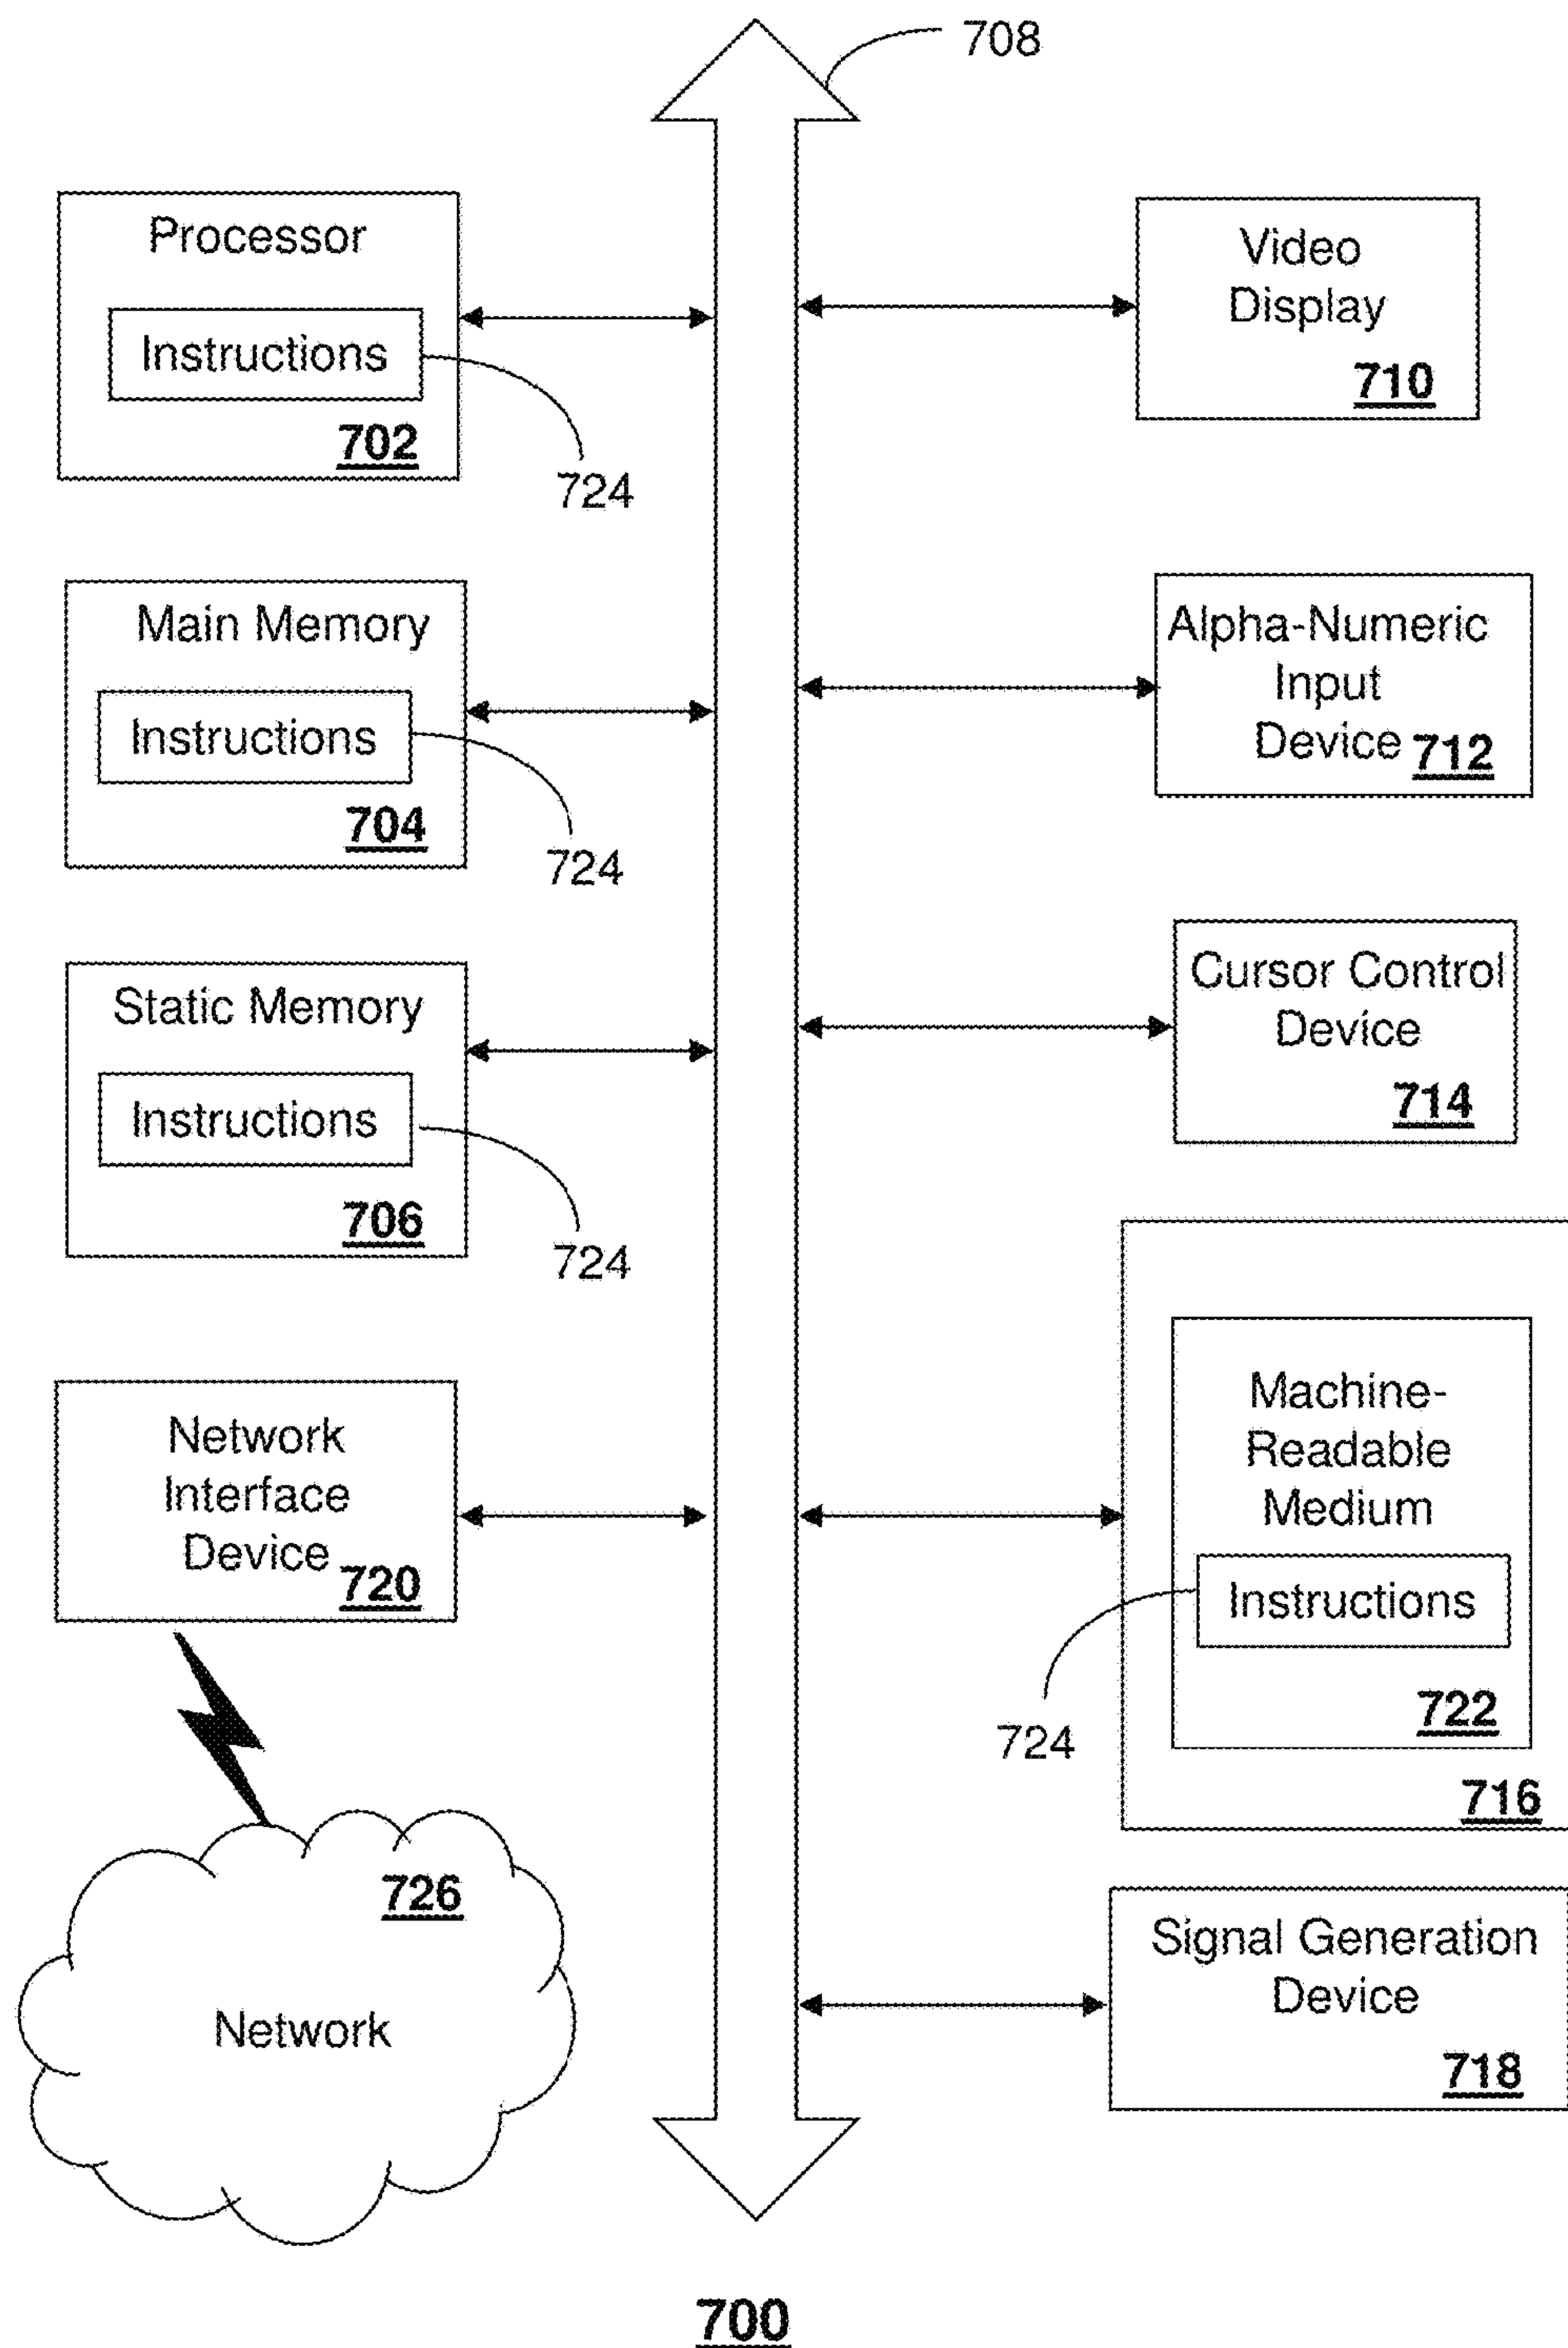 708
Processor
Instructions
702
724
Video
Display
710
Main Memory
Instructions
704
724
Alpha-Numeric
Input
Device 712
Static Memory
Instructions
706
724
Cursor Control
Device
714
Network
Interface
Device 720
Machine-
Readable
Medium
Instructions
722
724
716
726
Network
Signal Generation
Device
718
700